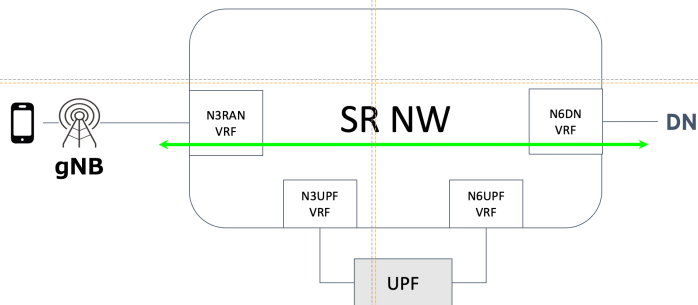 N3RAN
VRF
SR NW
N6DN
VRF
DN
gNB
N3UPF
VRF
N6UPF
VRF
UPF